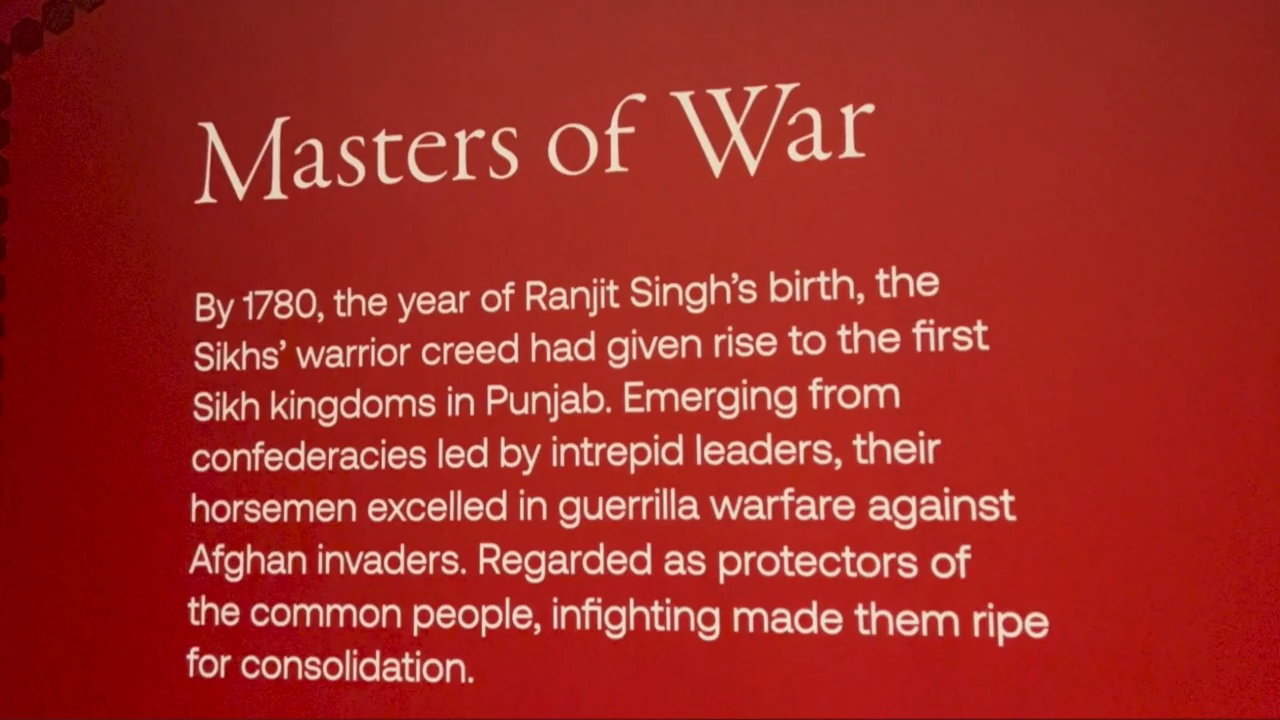 Masters of War
By 1780, the year of Ranjit Singh’s birth, the
Sikhs’ warrior creed had given rise to the first
Sikh kingdoms in Punjab. Emerging from
confederacies led by intrepid leaders, their
horsemen excelled in guerrilla warfare against
Afghan invaders. Regarded as protectors of
the common people, infighting made them ripe
for consolidation.